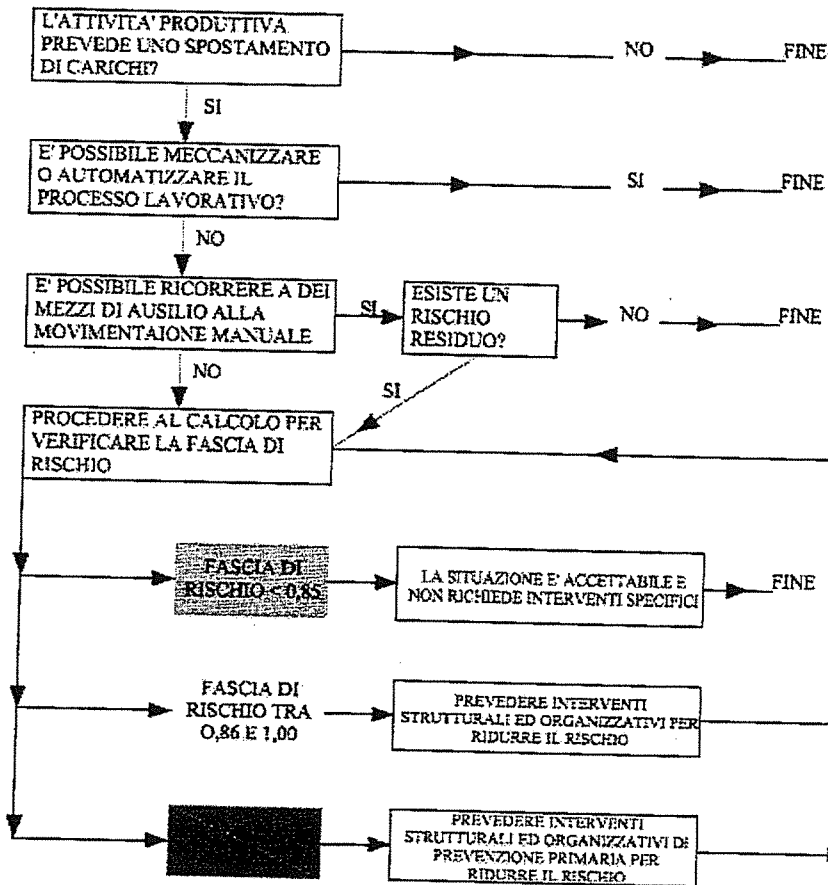 L'ATTIVITA' PRODUTTIVA
PREVEDE UNO SPOSTAMENTO
DI CARICHI?
NO
FINE
SI
E' POSSIBILE MECCANIZZARE
O AUTOMATIZZARE IL
PROCESSO LAVORATIVO?
SI
FINE
NO
E' POSSIBILE RICORRERE A DEI
MEZZI DI AUSILIO ALLA
MOVIMENTAIONE MANUALE
SI
ESISTE UN
RISCHIO
RESIDUO?
NO
FINE
NO
SI
PROCEDERE AL CALCOLO PER
VERIFICARE LA FASCIA DI
RISCHIO
FASCIA DI
RISCHIO < 0,85
LA SITUAZIONE E' ACCETTABILE E
NON RICHIEDE INTERVENTI SPECIFICI
FINE
FASCIA DI
RISCHIO TRA
0,86 E 1,00
PREVEDERE INTERVENTI
STRUTTURALI ED ORGANIZZATIVI PER
RIDURRE IL RISCHIO
PREVEDERE INTERVENTI
STRUTTURALI ED ORGANIZZATIVI DI
PREVENZIONE PRIMARIA PER
RIDURRE IL RISCHIO